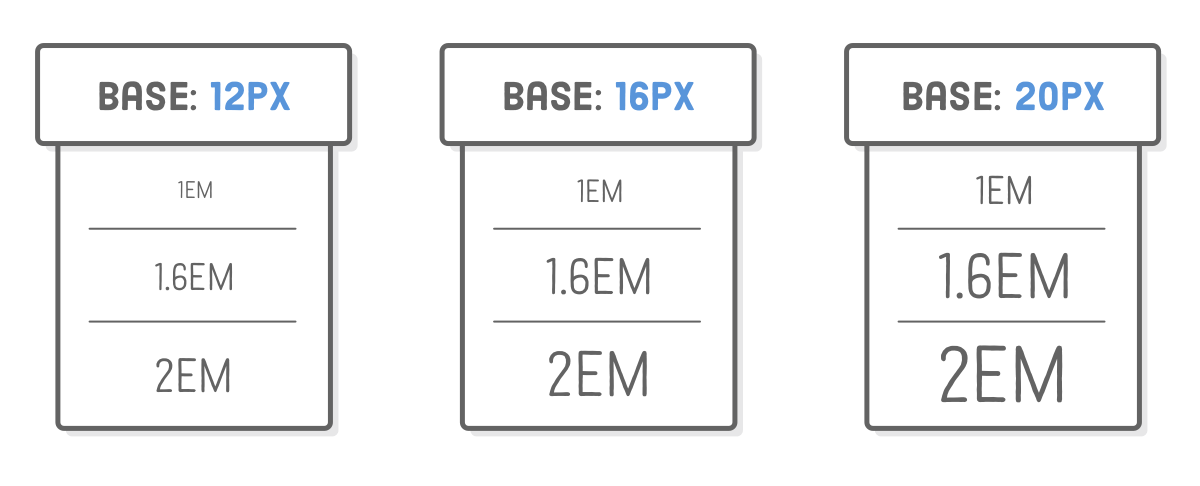 BASE: 12PX
1EM
1.6EM
2EM
BASE: 16PX
1EM
1.6EM
2EM
BASE: 20PX
1EM
1.6EM
2EM